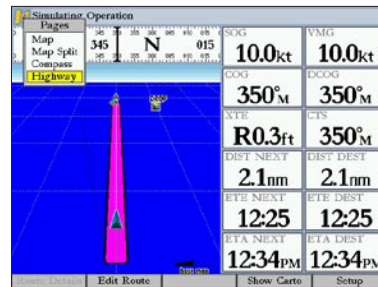 Simulating Operation
Pages
Map
Map Split
Compass
Highway
345 N 015
SOG
10.0kt
VMG
10.0kt
COG
350°M
DCOG
350°M
XTE
R0.3ft
CTS
350°M
DIST NEXT
2.1nm
DIST DEST
2.1nm
ETE NEXT
12:25
ETE DEST
12:25
ETA NEXT
12:34PM
ETA DEST
12:34PM
Route Details
Edit Route
Show Carto
Setup